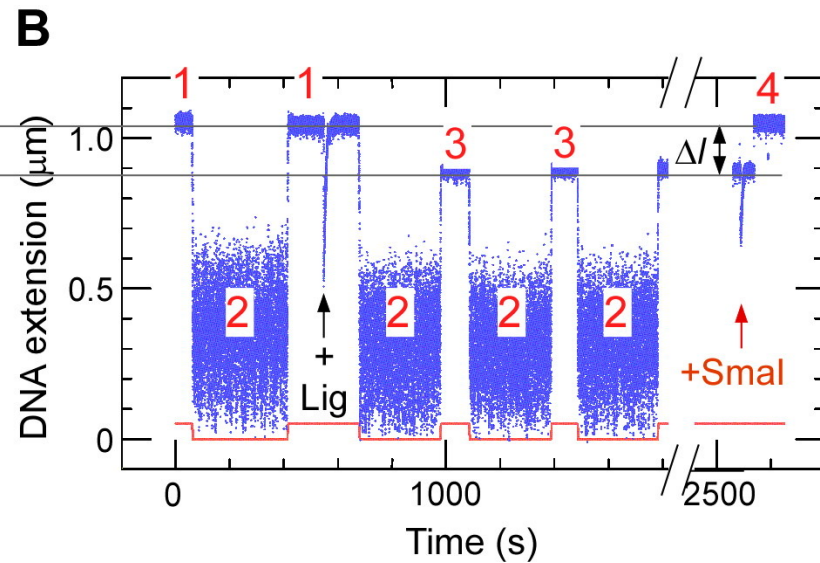 B
1 1 4
3 3
1.0
Δl
2 2 2 2
0.5
+
Lig
+SmaI
0
0 1000 2500
Time (s)
DNA extension (μm)